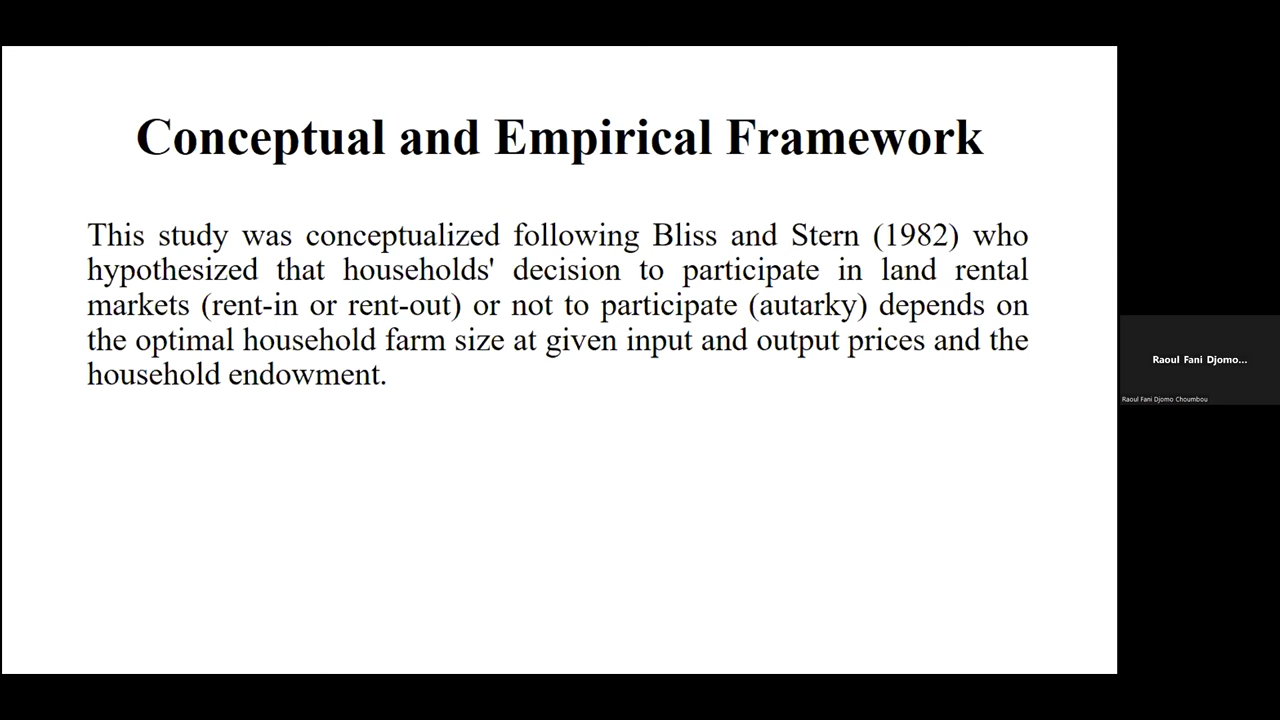 Conceptual and Empirical Framework
This study was conceptualized following Bliss and Stern (1982) who
hypothesized that households' decision to participate in land rental
markets (rent-in or rent-out) or not to participate (autarky) depends on
the optimal household farm size at given input and output prices and the
household endowment.
Raoul Fani Djomo...
Raoul Fani Djomo Choumbou